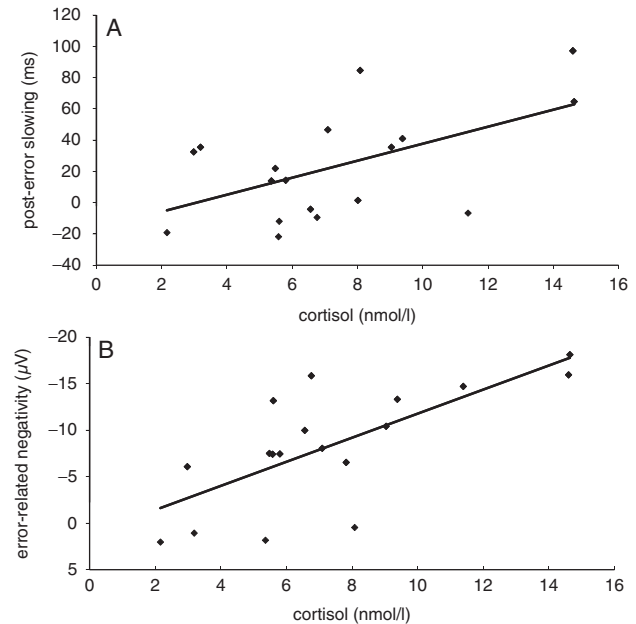 A
post-error slowing (ms)
120
100
80
60
40
20
0
−20
−40
0 2 4 6 8 10 12 14 16
cortisol (nmol/l)
B
error-related negativity (μV)
−20
−15
−10
−5
0
5
0 2 4 6 8 10 12 14 16
cortisol (nmol/l)